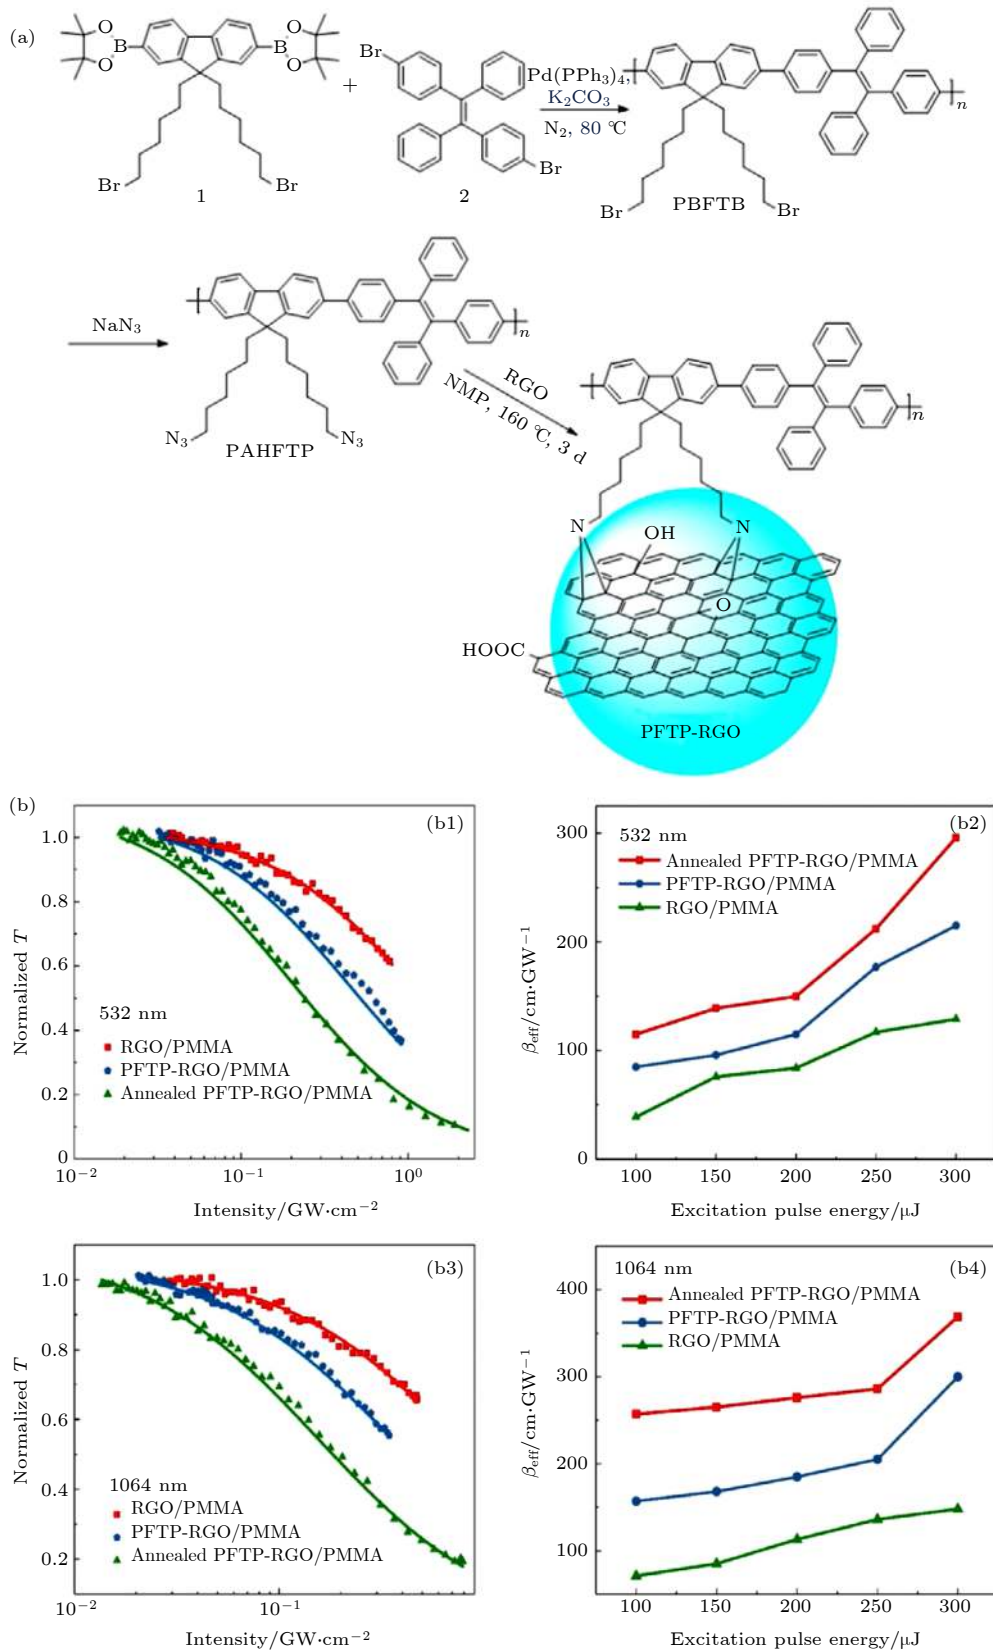 (a)
O
O
B
B
O
O
Br
Br
1
+
Br
Br
2
Pd(PPh₃)₄,
K₂CO₃
N₂, 80 ℃
n
Br
Br
PBFTB
NaN₃
n
N₃
N₃
PAHFTP
RGO
NMP, 160 ℃, 3 d
n
N
N
OH
O
HOOC
PFTP-RGO
(b)
(b1)
Normalized T
1.0
0.8
0.6
0.4
0.2
0
532 nm
RGO/PMMA
PFTP-RGO/PMMA
Annealed PFTP-RGO/PMMA
10⁻² 10⁻¹ 10⁰
Intensity/GW·cm⁻²
(b2)
532 nm
Annealed PFTP-RGO/PMMA
PFTP-RGO/PMMA
RGO/PMMA
βeff/cm·GW⁻¹
300
200
100
0
100 150 200 250 300
Excitation pulse energy/μJ
(b3)
Normalized T
1.0
0.8
0.6
0.4
0.2
1064 nm
RGO/PMMA
PFTP-RGO/PMMA
Annealed PFTP-RGO/PMMA
10⁻² 10⁻¹
Intensity/GW·cm⁻²
(b4)
1064 nm
Annealed PFTP-RGO/PMMA
PFTP-RGO/PMMA
RGO/PMMA
βeff/cm·GW⁻¹
400
300
200
100
100 150 200 250 300
Excitation pulse energy/μJ